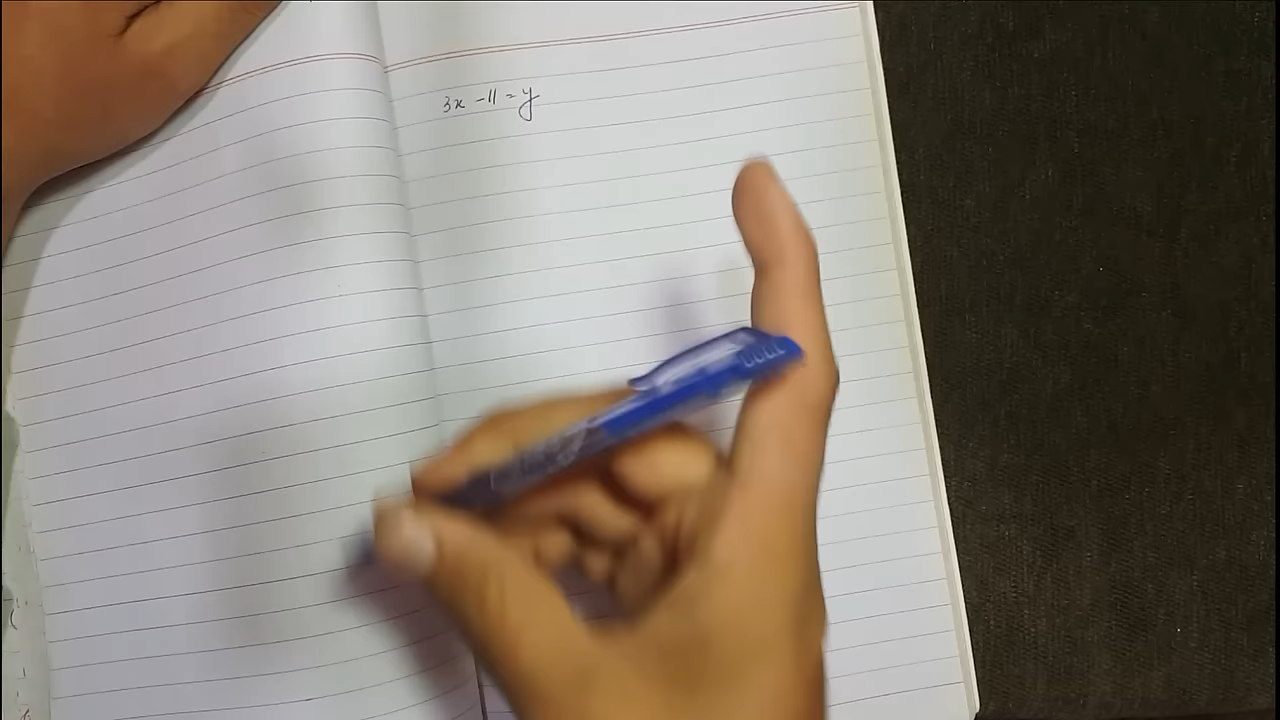 3x - 11 = y